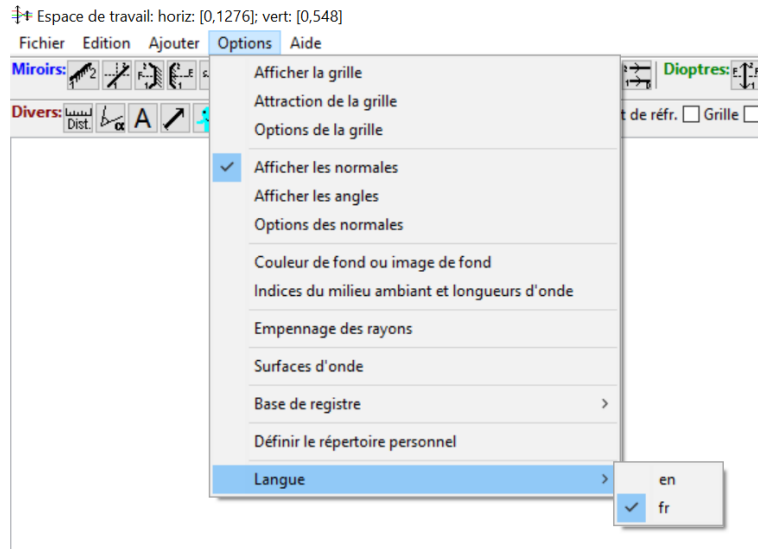 Espace de travail: horiz: [0,1276]; vert: [0,548]
Fichier Edition Ajouter Options Aide
Miroirs: Dioptres:
Divers: Dist. α A t de réfr. Grille
Afficher la grille
Attraction de la grille
Options de la grille
Afficher les normales
Afficher les angles
Options des normales
Couleur de fond ou image de fond
Indices du milieu ambiant et longueurs d'onde
Empennage des rayons
Surfaces d'onde
Base de registre
Définir le répertoire personnel
Langue
en
fr